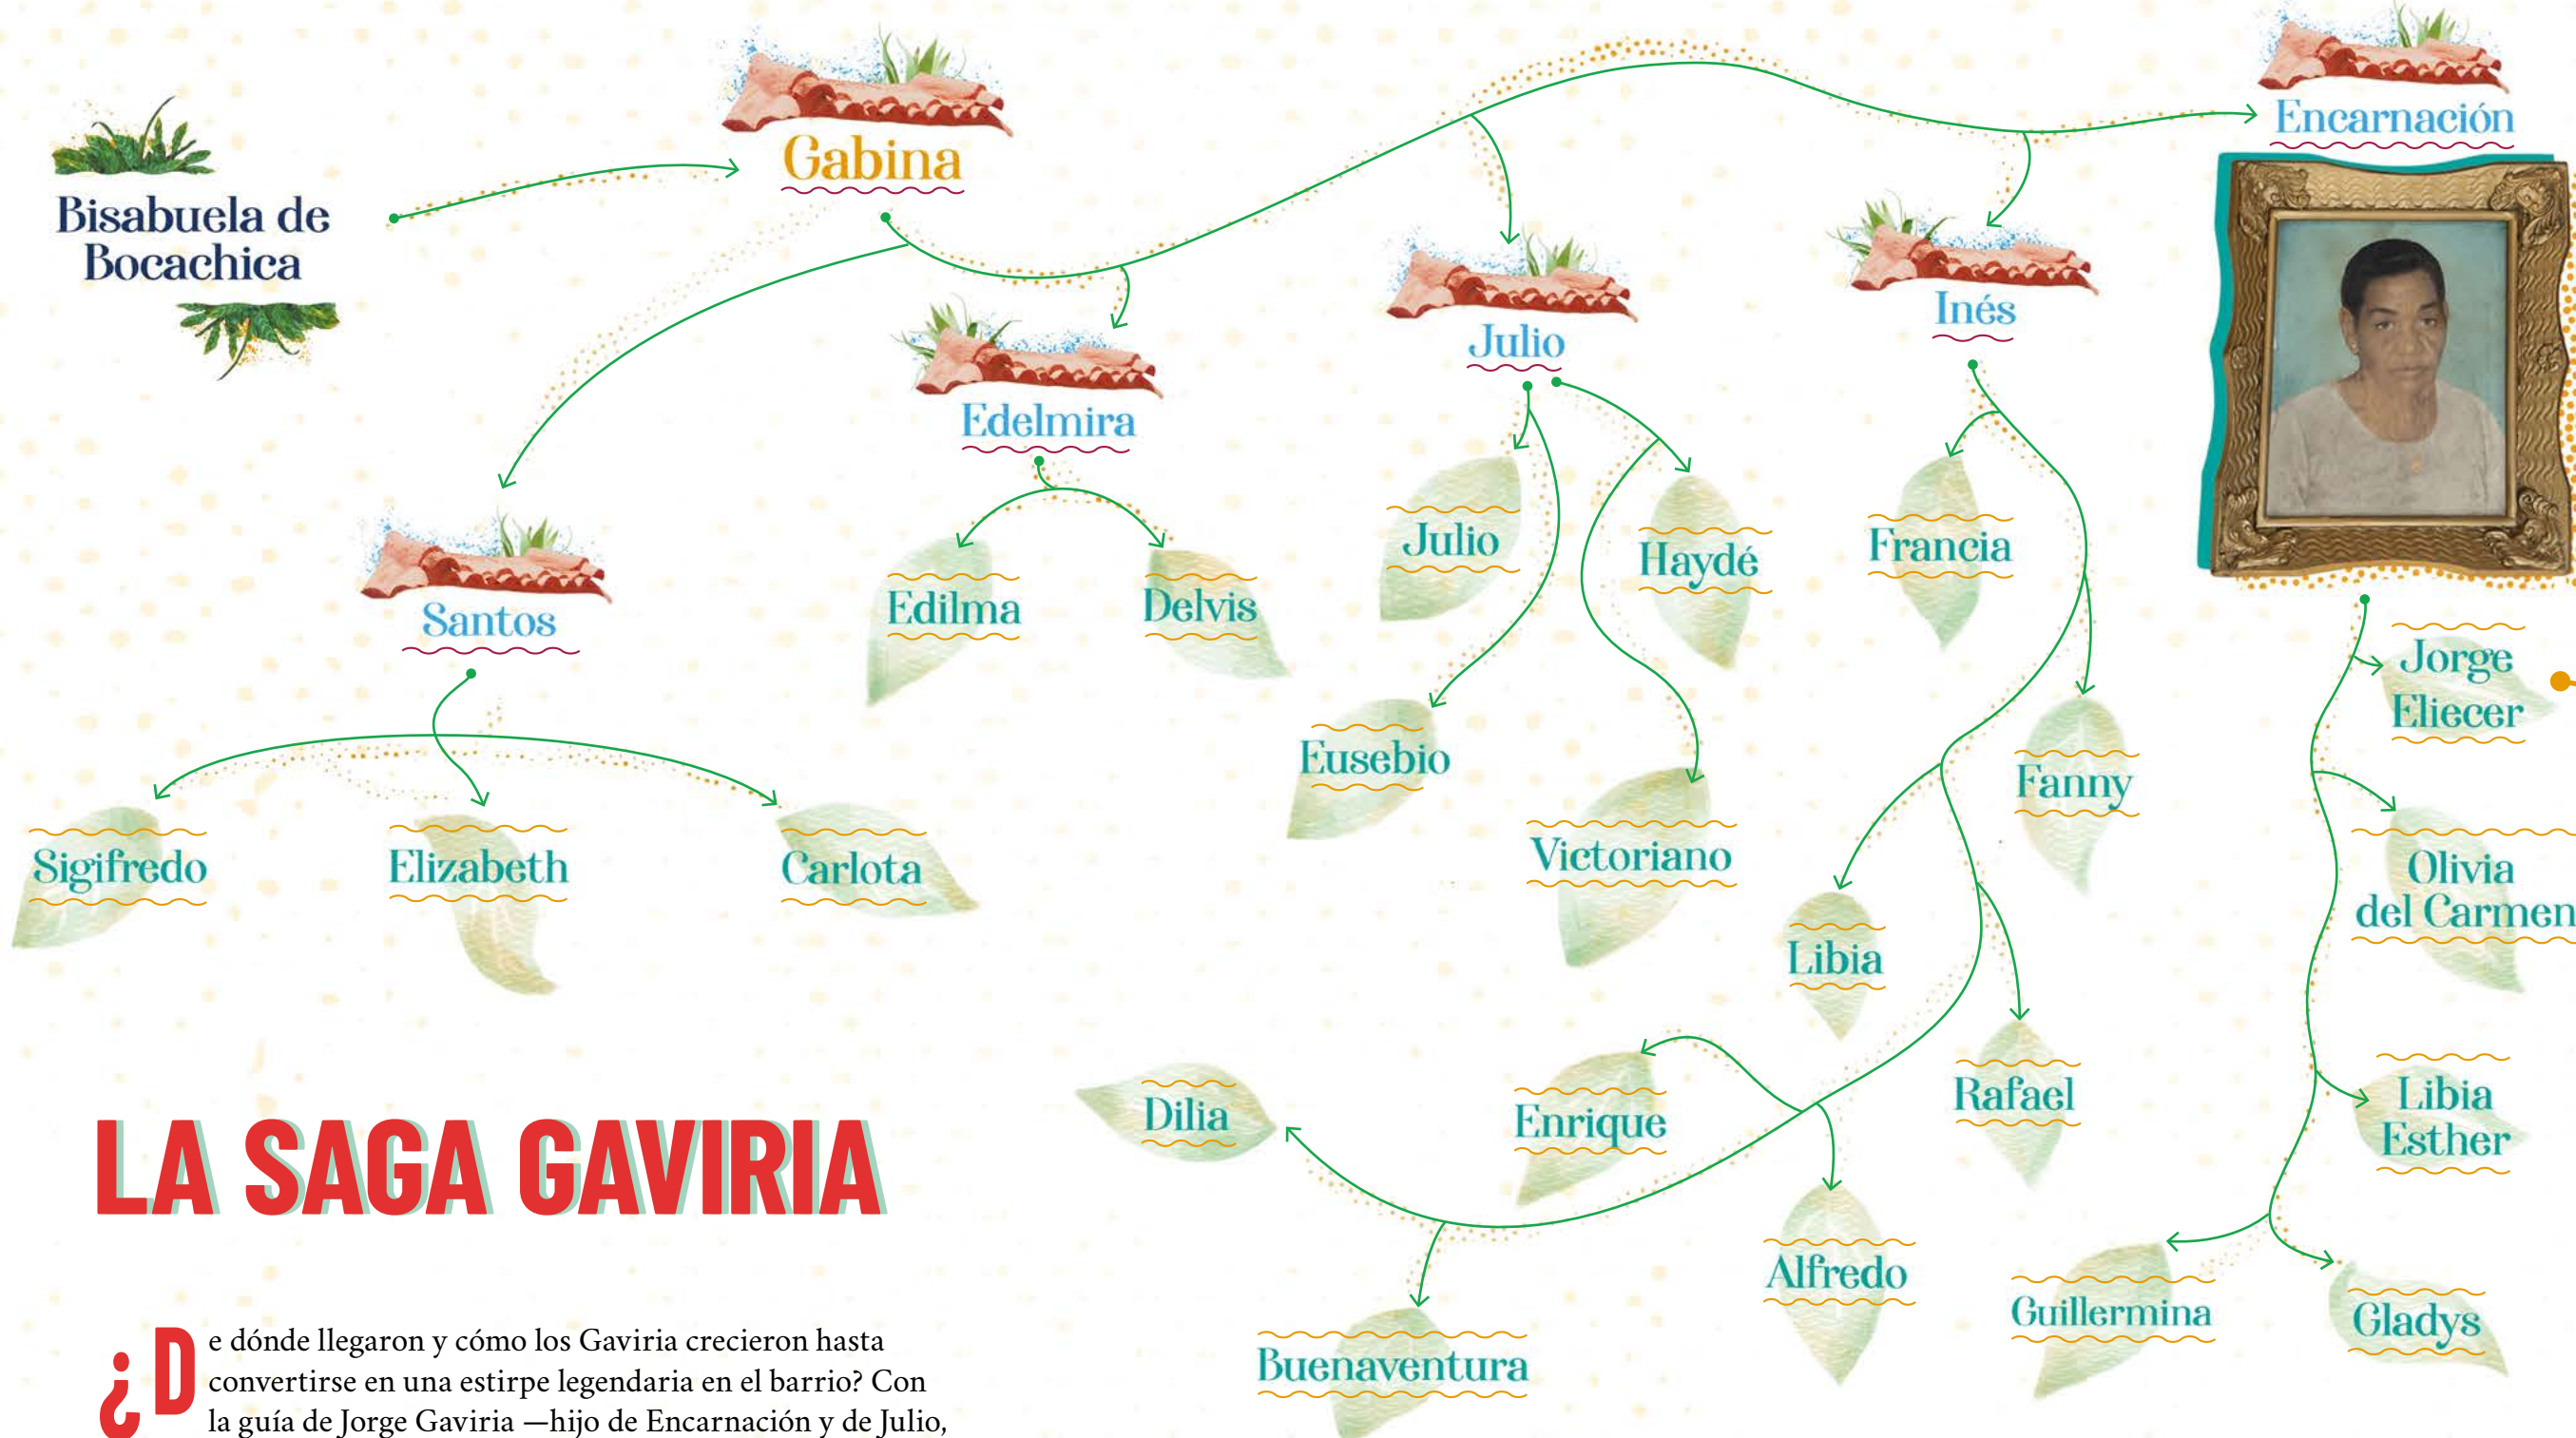 Bisabuela de
Bocachica
Gabina
Encarnación
Santos
Edelmira
Julio
Inés
Sigifredo
Elizabeth
Carlota
Edilma
Delvis
Julio
Haydé
Eusebio
Victoriano
Francia
Fanny
Libia
Rafael
Enrique
Alfredo
Dilia
Buenaventura
Jorge
Eliecer
Olivia
del Carmen
Libia
Esther
Guillermina
Gladys
LA SAGA GAVIRIA
¿De dónde llegaron y cómo los Gaviria crecieron hasta
convertirse en una estirpe legendaria en el barrio? Con
la guía de Jorge Gaviria —hijo de Encarnación y de Julio,